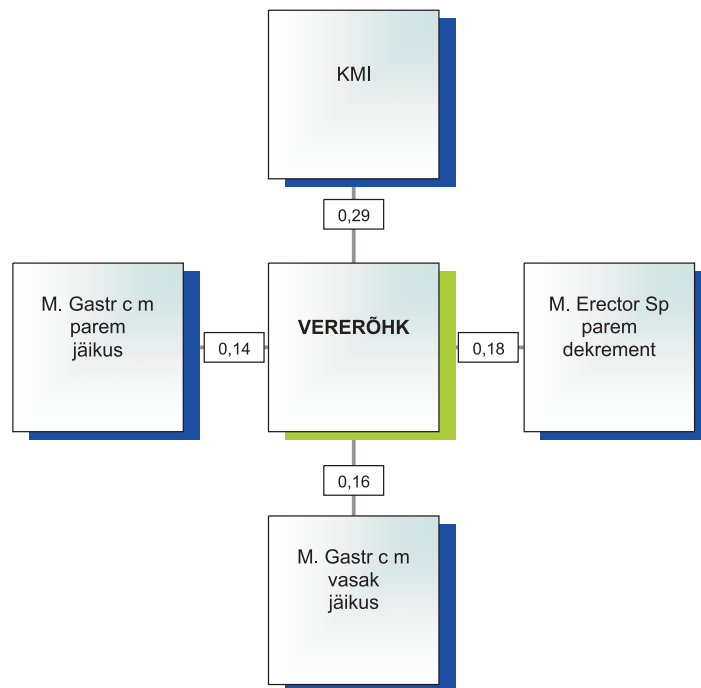 KMI
0,29
M. Gastr c m
parem
jäikus
0,14
VERERÕHK
0,18
M. Erector Sp
parem
dekrement
0,16
M. Gastr c m
vasak
jäikus